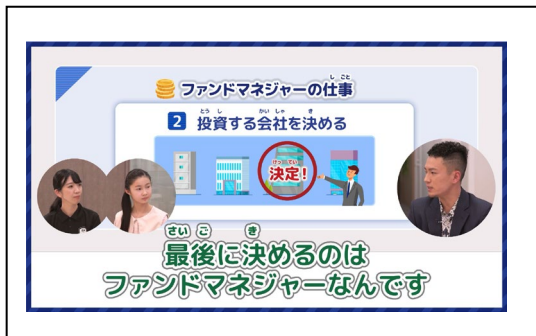 ファンドマネジャーの仕事
2 投資する会社を決める
決定!
最後に決めるのは
ファンドマネジャーなんです